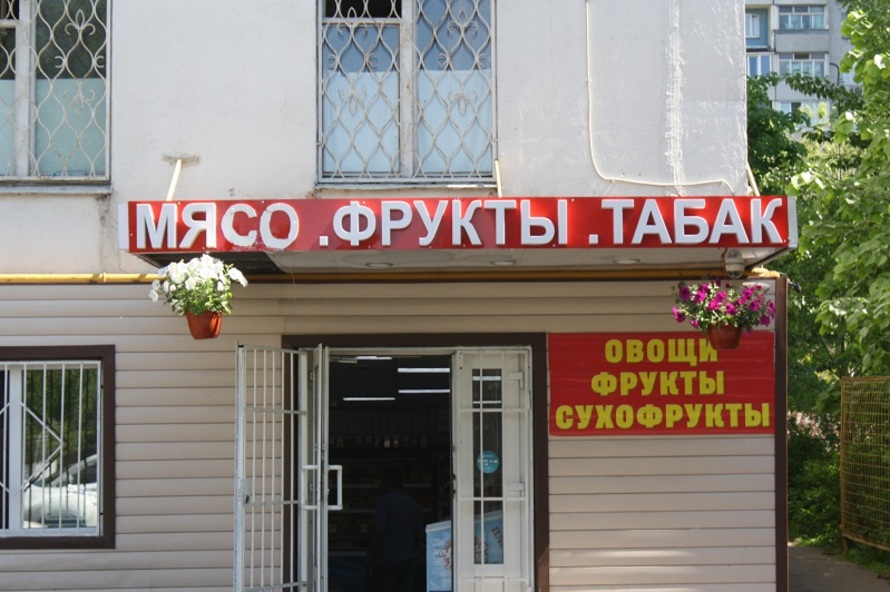 МЯСО .ФРУКТЫ .ТАБАК
ОВОЩИ
ФРУКТЫ
СУХОФРУКТЫ